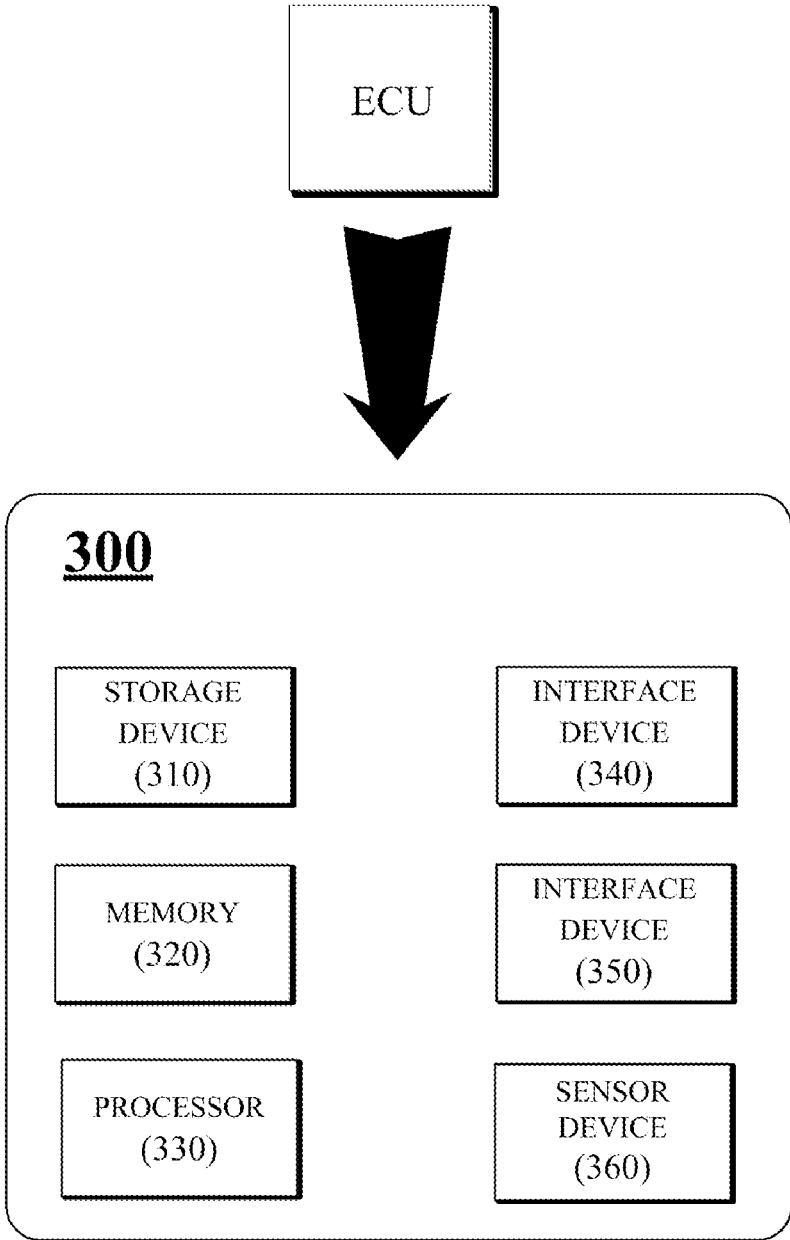 ECU
300
STORAGE
DEVICE
(310)
INTERFACE
DEVICE
(340)
MEMORY
(320)
INTERFACE
DEVICE
(350)
PROCESSOR
(330)
SENSOR
DEVICE
(360)